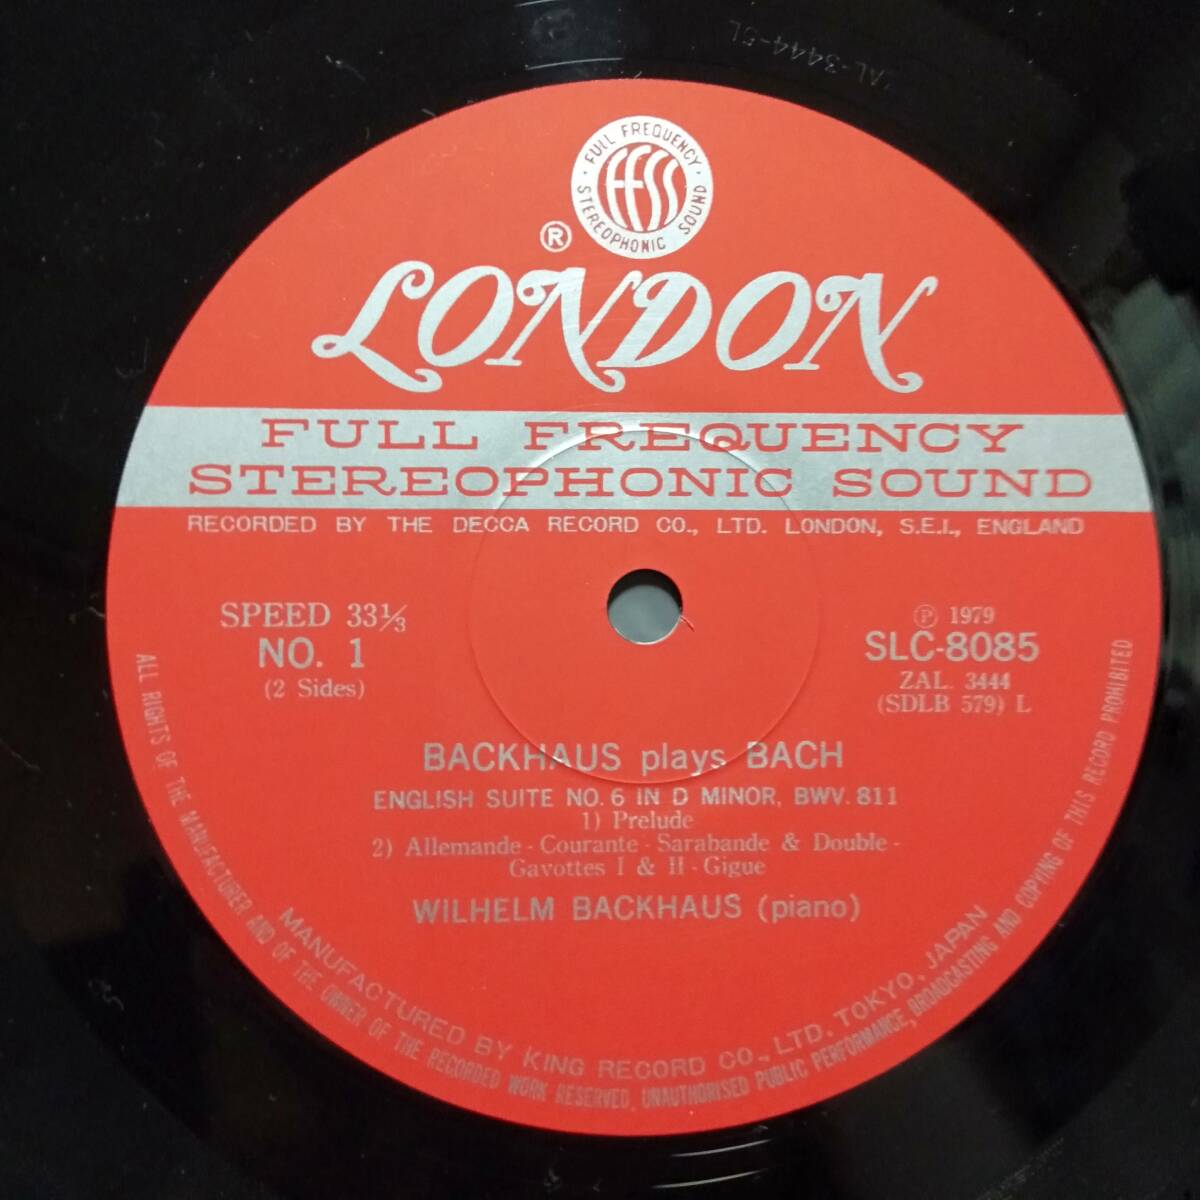 AL-3444-5L
· FULL FREQUENCY ·
STEREOPHONIC SOUND
FFSS
®
LONDON
FULL FREQUENCY
STEREOPHONIC SOUND
RECORDED BY THE DECCA RECORD CO., LTD. LONDON, S.E.I., ENGLAND
SPEED 33⅓
NO. 1
(2 Sides)
Ⓟ 1979
SLC-8085
ZAL. 3444
(SDLB 579) L
BACKHAUS plays BACH
ENGLISH SUITE NO. 6 IN D MINOR, BWV. 811
1) Prelude
2) Allemande - Courante - Sarabande & Double -
Gavottes I & II - Gigue
WILHELM BACKHAUS (piano)
MANUFACTURED BY KING RECORD CO., LTD. TOKYO, JAPAN
ALL RIGHTS OF THE MANUFACTURER AND OF THE OWNER OF THE RECORDED WORK RESERVED. UNAUTHORISED PUBLIC PERFORMANCE, BROADCASTING AND COPYING OF THIS RECORD PROHIBITED